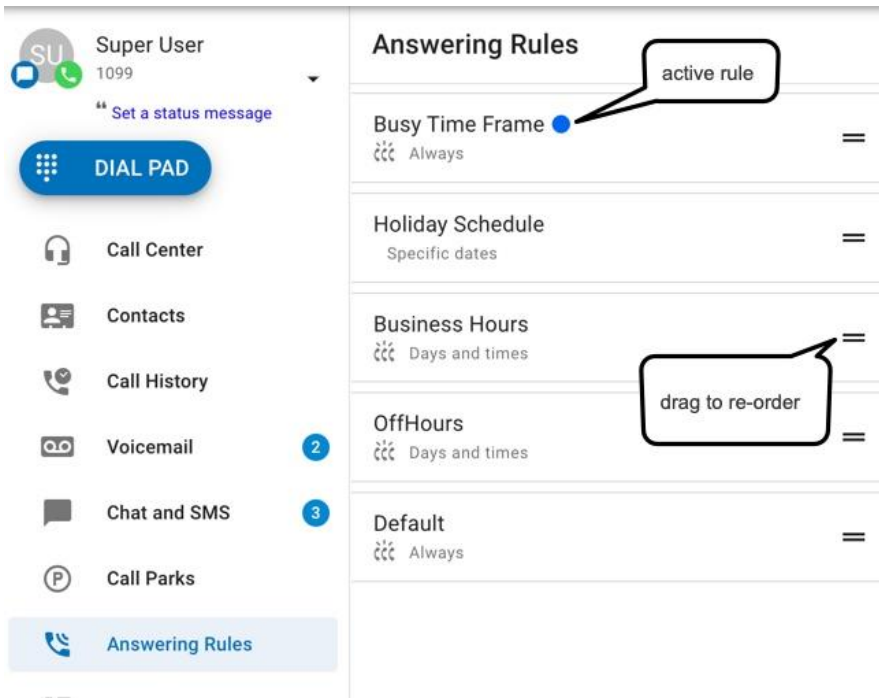 SU
Super User
1099
“ Set a status message
DIAL PAD
Call Center
Contacts
Call History
Voicemail 2
Chat and SMS 3
P Call Parks
Answering Rules
Answering Rules
active rule
Busy Time Frame
Always
Holiday Schedule
Specific dates
Business Hours
Days and times
drag to re-order
OffHours
Days and times
Default
Always